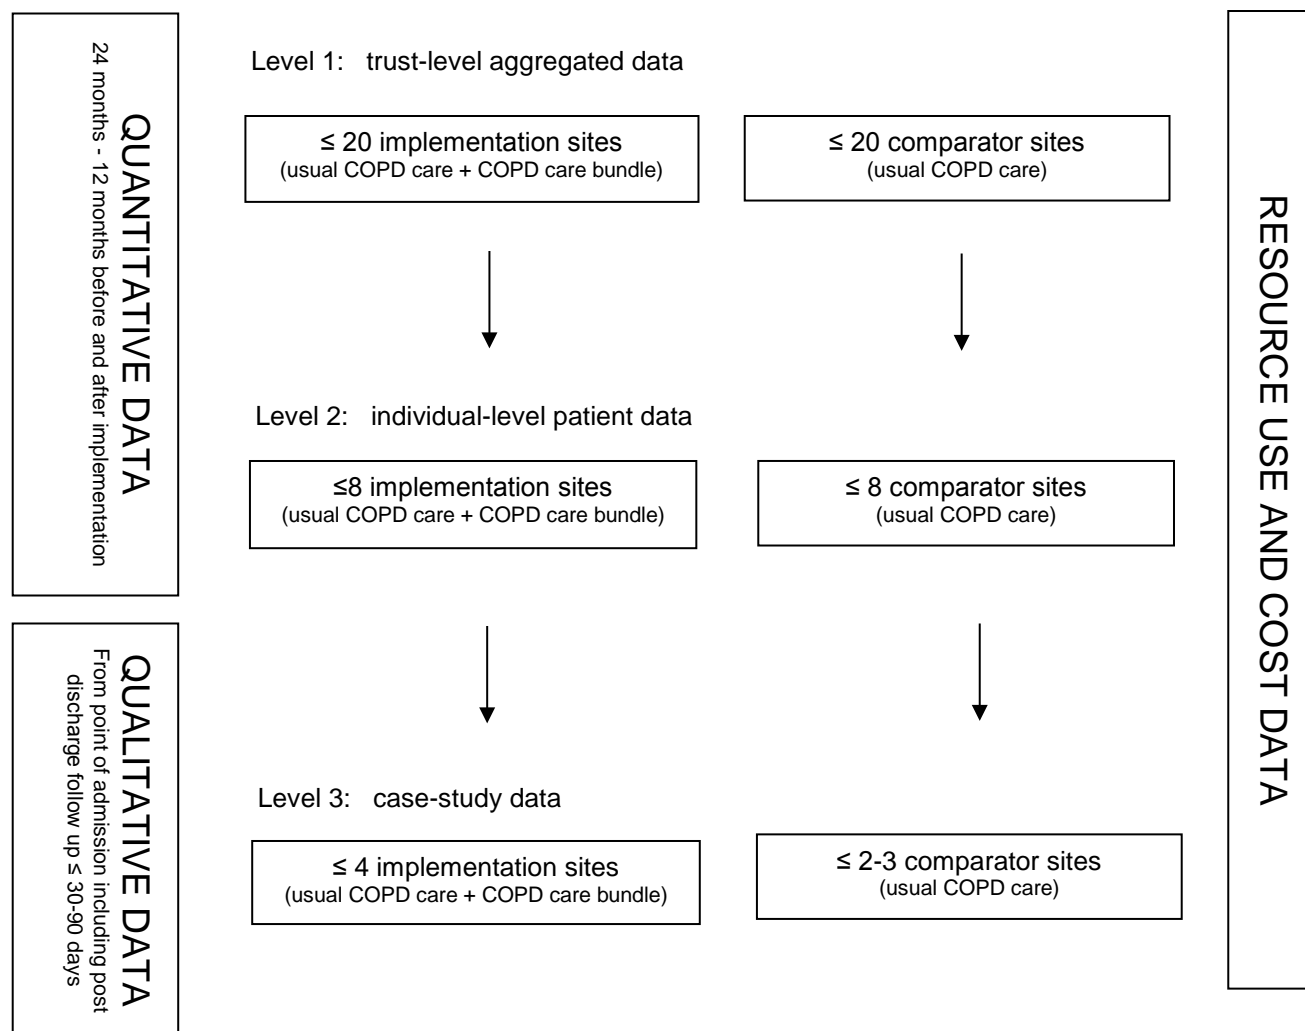 QUANTITATIVE DATA
24 months - 12 months before and after implementation
Level 1: trust-level aggregated data
≤ 20 implementation sites
(usual COPD care + COPD care bundle)
≤ 20 comparator sites
(usual COPD care)
Level 2: individual-level patient data
≤8 implementation sites
(usual COPD care + COPD care bundle)
≤ 8 comparator sites
(usual COPD care)
QUALITATIVE DATA
From point of admission including post
discharge follow up ≤ 30-90 days
Level 3: case-study data
≤ 4 implementation sites
(usual COPD care + COPD care bundle)
≤ 2-3 comparator sites
(usual COPD care)
RESOURCE USE AND COST DATA